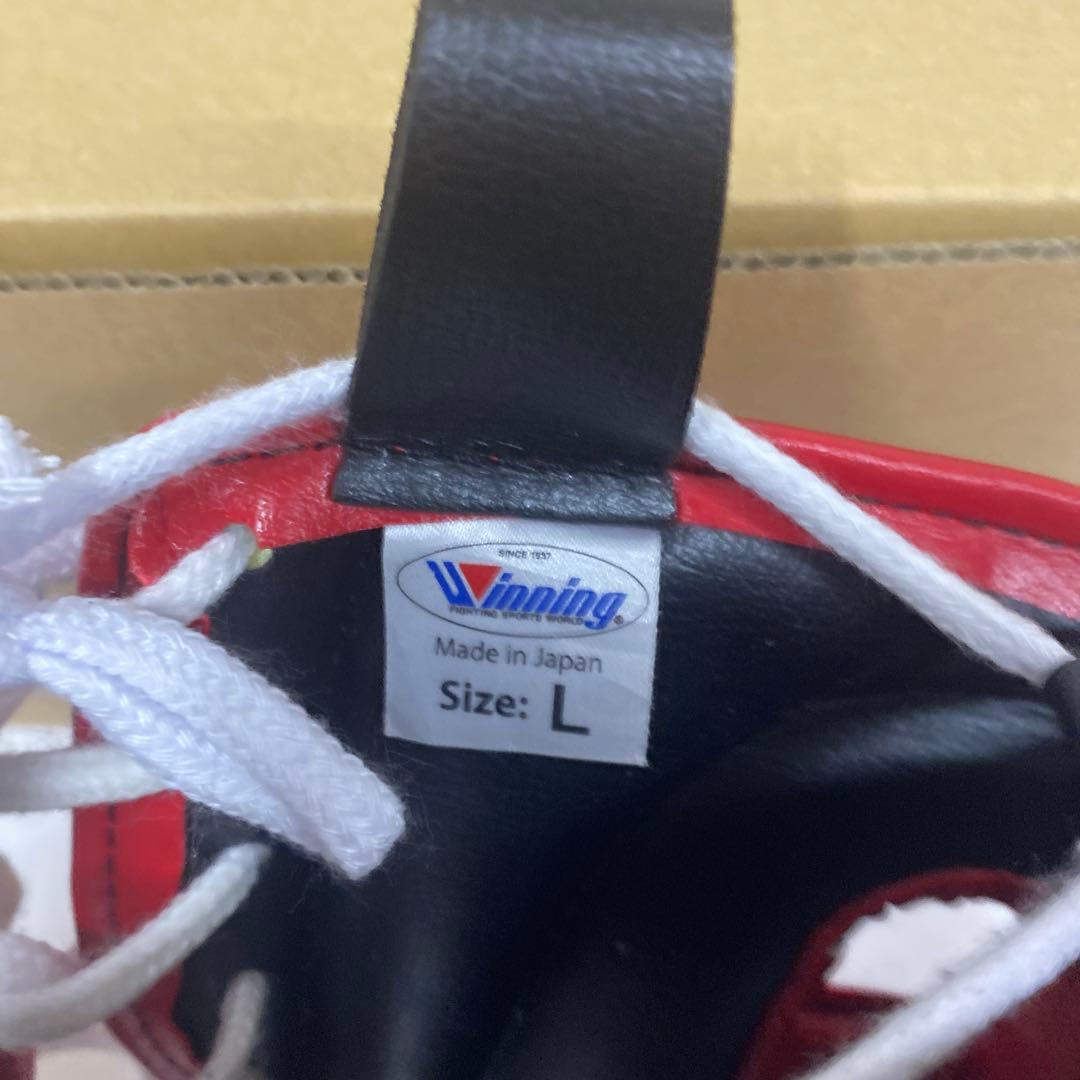 SINCE 1937
Winning®
FIGHTING SPORTS WORLD
Made in Japan
Size: L